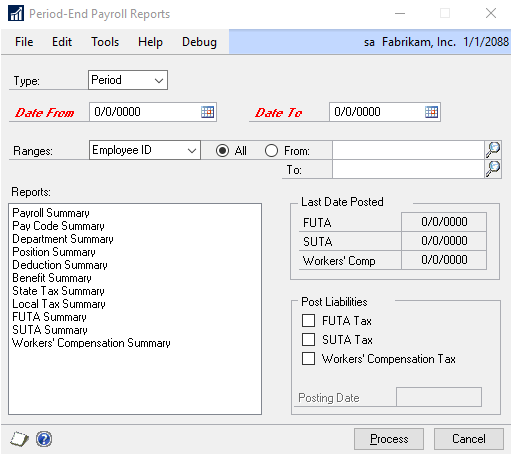 Period-End Payroll Reports
File Edit Tools Help Debug sa Fabrikam, Inc. 1/1/2088
Type: Period
Date From 0/0/0000 Date To 0/0/0000
Ranges: Employee ID All From:
To:
Reports:
Payroll Summary
Pay Code Summary
Department Summary
Position Summary
Deduction Summary
Benefit Summary
State Tax Summary
Local Tax Summary
FUTA Summary
SUTA Summary
Workers' Compensation Summary
Last Date Posted
FUTA 0/0/0000
SUTA 0/0/0000
Workers' Comp 0/0/0000
Post Liabilities
FUTA Tax
SUTA Tax
Workers' Compensation Tax
Posting Date
Process Cancel